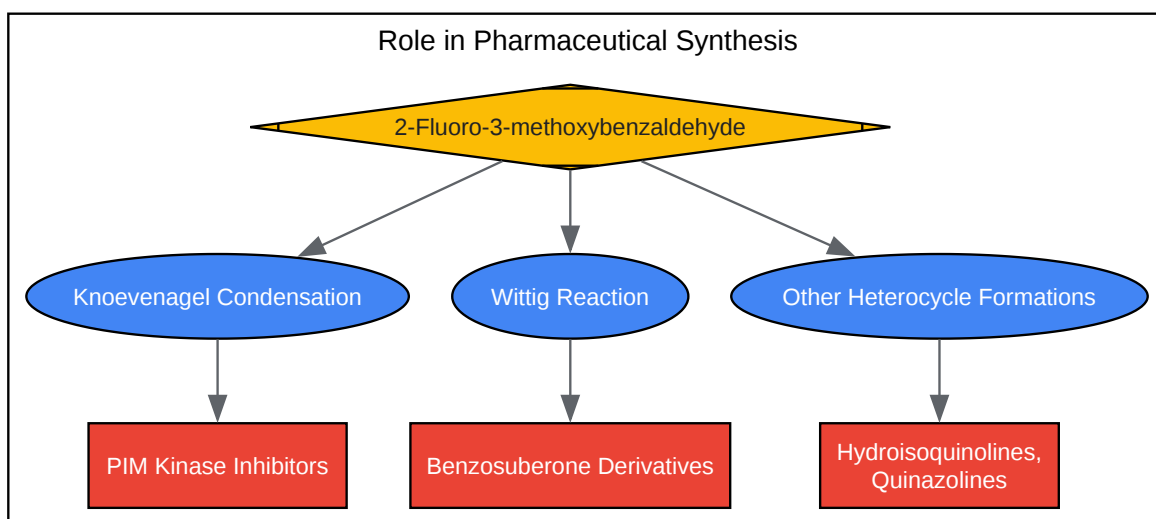 Role in Pharmaceutical Synthesis
2-Fluoro-3-methoxybenzaldehyde
Knoevenagel Condensation
Wittig Reaction
Other Heterocycle Formations
PIM Kinase Inhibitors
Benzosuberone Derivatives
Hydroisoquinolines,
Quinazolines